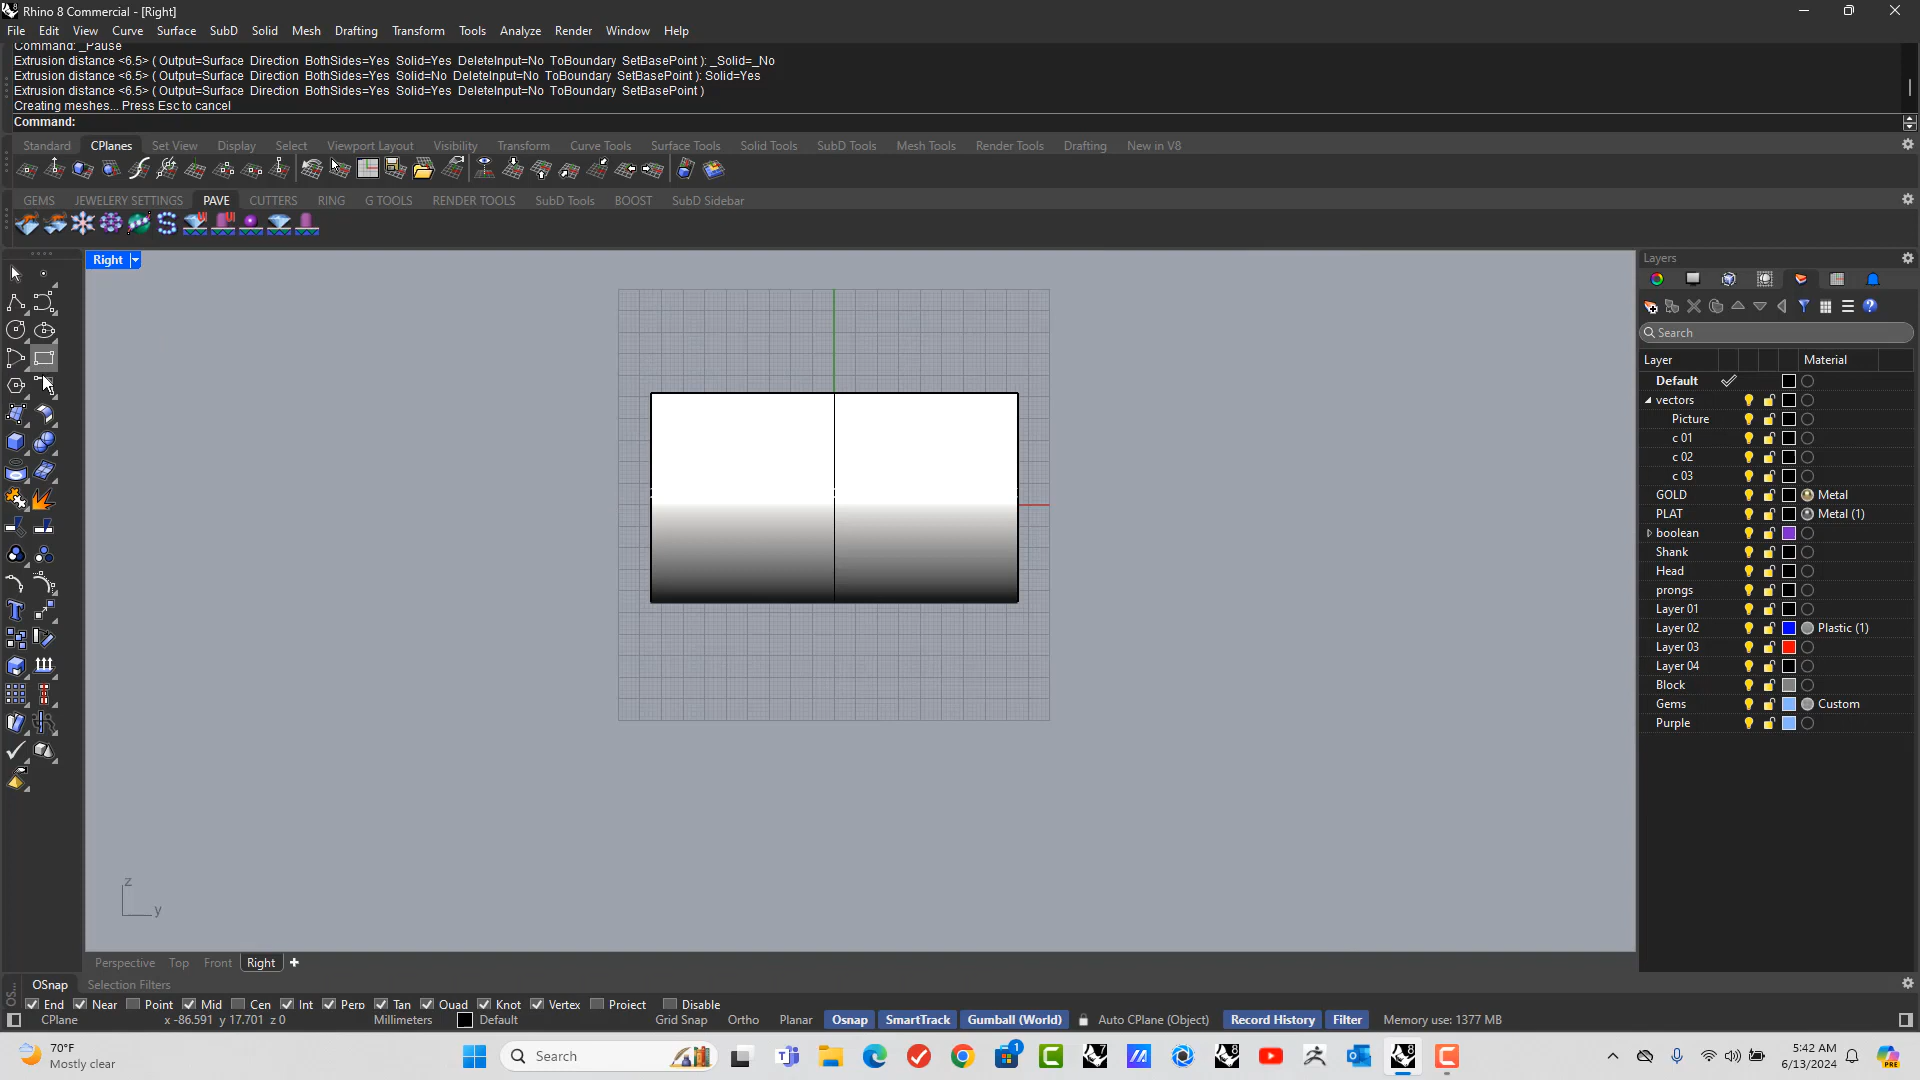 Rhino 8 Commercial - [Right]
File Edit View Curve Surface SubD Solid Mesh Drafting Transform Tools Analyze Render Window Help
Command: _Pause
Extrusion distance <6.5> ( Output=Surface Direction BothSides=Yes Solid=Yes DeleteInput=No ToBoundary SetBasePoint ): _Solid=_No
Extrusion distance <6.5> ( Output=Surface Direction BothSides=Yes Solid=No DeleteInput=No ToBoundary SetBasePoint ): Solid=Yes
Extrusion distance <6.5> ( Output=Surface Direction BothSides=Yes Solid=Yes DeleteInput=No ToBoundary SetBasePoint )
Creating meshes... Press Esc to cancel
Command:
Standard CPlanes Set View Display Select Viewport Layout Visibility Transform Curve Tools Surface Tools Solid Tools SubD Tools Mesh Tools Render Tools Drafting New in V8
GEMS JEWELERY SETTINGS PAVE CUTTERS RING G TOOLS RENDER TOOLS SubD Tools BOOST SubD Sidebar
Right
Layers
Search
Layer Material
Default
vectors
Picture
c 01
c 02
c 03
GOLD Metal
PLAT Metal (1)
boolean
Shank
Head
prongs
Layer 01
Layer 02 Plastic (1)
Layer 03
Layer 04
Block
Gems Custom
Purple
z
y
Perspective Top Front Right
OSnap Selection Filters
End Near Point Mid Cen Int Perp Tan Quad Knot Vertex Project Disable
CPlane x -86.591 y 17.701 z 0 Millimeters Default Grid Snap Ortho Planar Osnap SmartTrack Gumball (World) Auto CPlane (Object) Record History Filter Memory use: 1377 MB
70°F
Mostly clear
Search
5:42 AM
6/13/2024